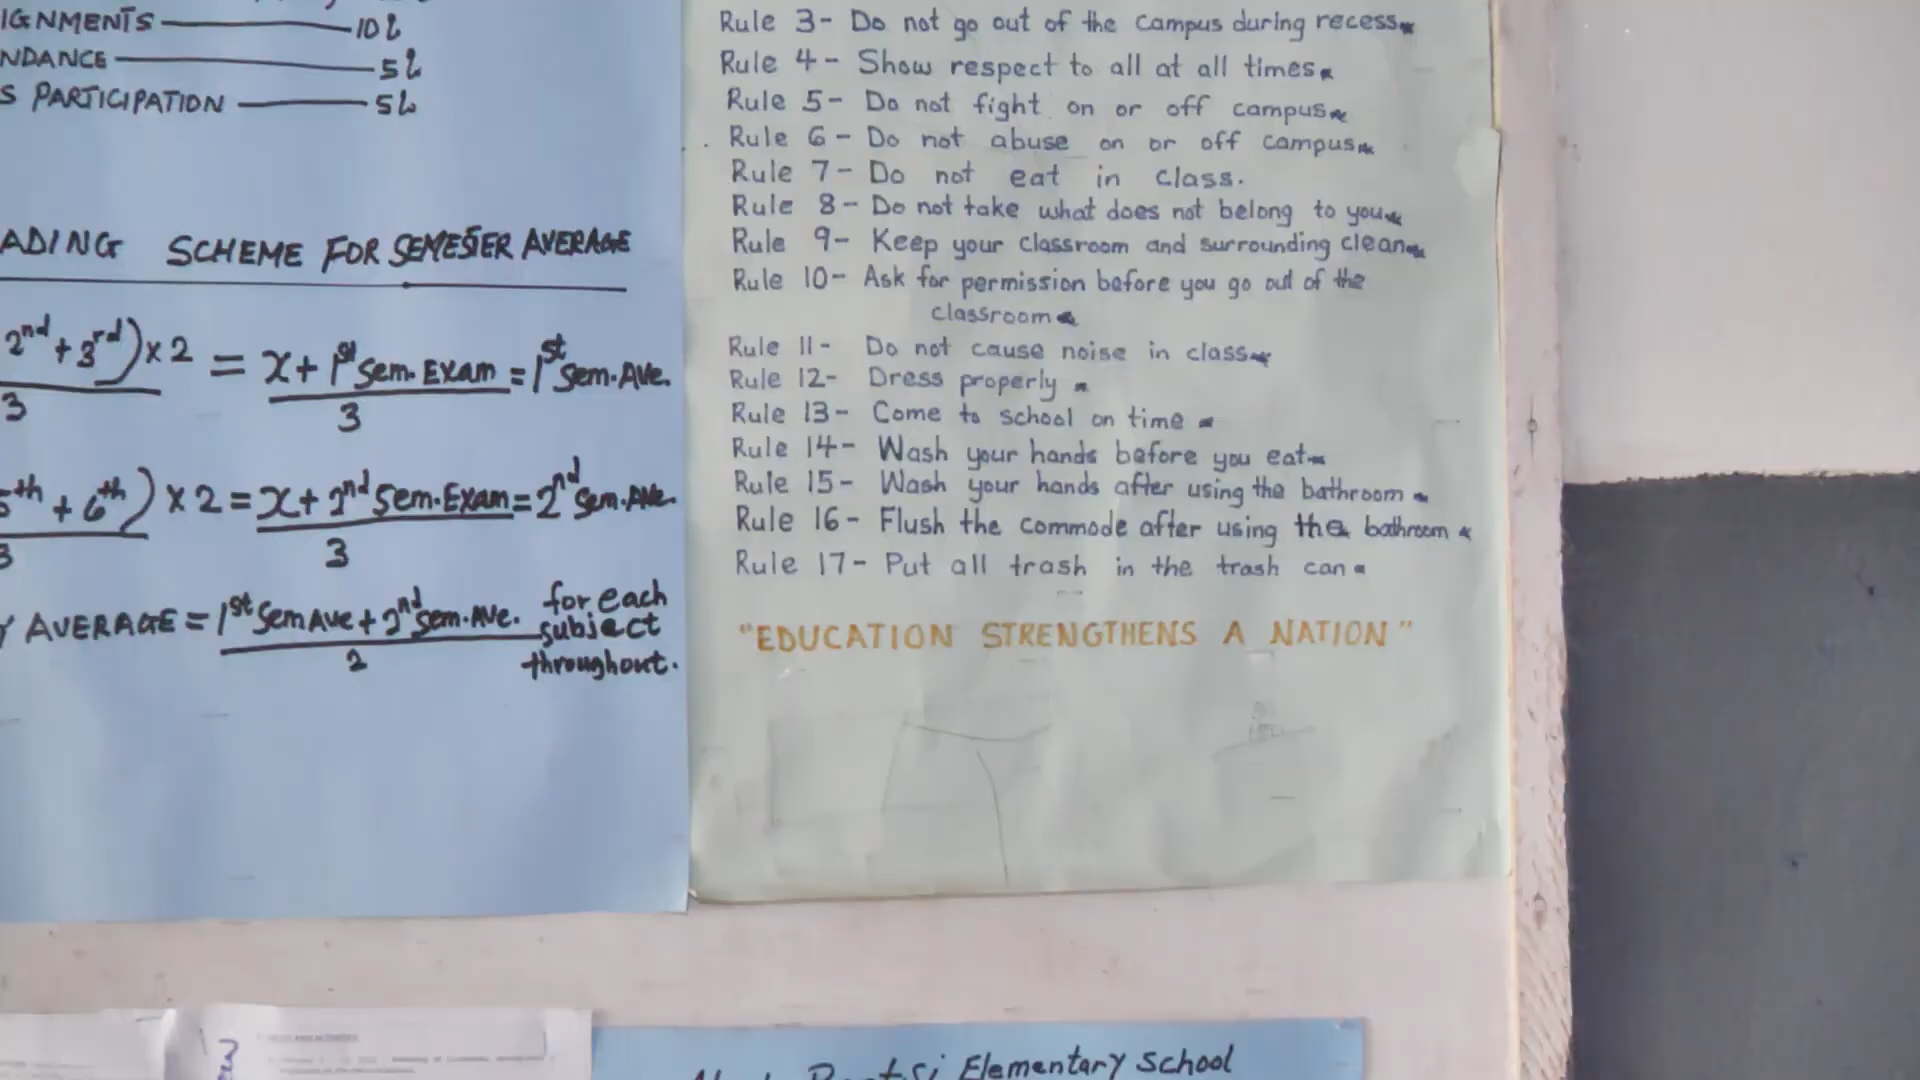 IGNMENTS — 10%
NDANCE — 5%
S PARTICIPATION — 5%
ADING SCHEME FOR SEMESTER AVERAGE
2nd + 3rd) x 2 = x + 1st Sem. Exam = 1st Sem. Ave.
3 3
5th + 6th) x 2 = x + 2nd Sem. Exam = 2nd Sem. Ave.
3 3
Y AVERAGE = 1st Sem Ave + 2nd Sem. Ave. for each
subject
2
throughout.
Rule 3- Do not go out of the campus during recess.
Rule 4- Show respect to all at all times.
Rule 5- Do not fight on or off campus.
Rule 6- Do not abuse on or off campus.
Rule 7- Do not eat in class.
Rule 8- Do not take what does not belong to you.
Rule 9- Keep your classroom and surrounding clean.
Rule 10- Ask for permission before you go out of the
classroom.
Rule 11- Do not cause noise in class.
Rule 12- Dress properly.
Rule 13- Come to school on time.
Rule 14- Wash your hands before you eat.
Rule 15- Wash your hands after using the bathroom.
Rule 16- Flush the commode after using the bathroom.
Rule 17- Put all trash in the trash can.
"EDUCATION STRENGTHENS A NATION"
Elementary School